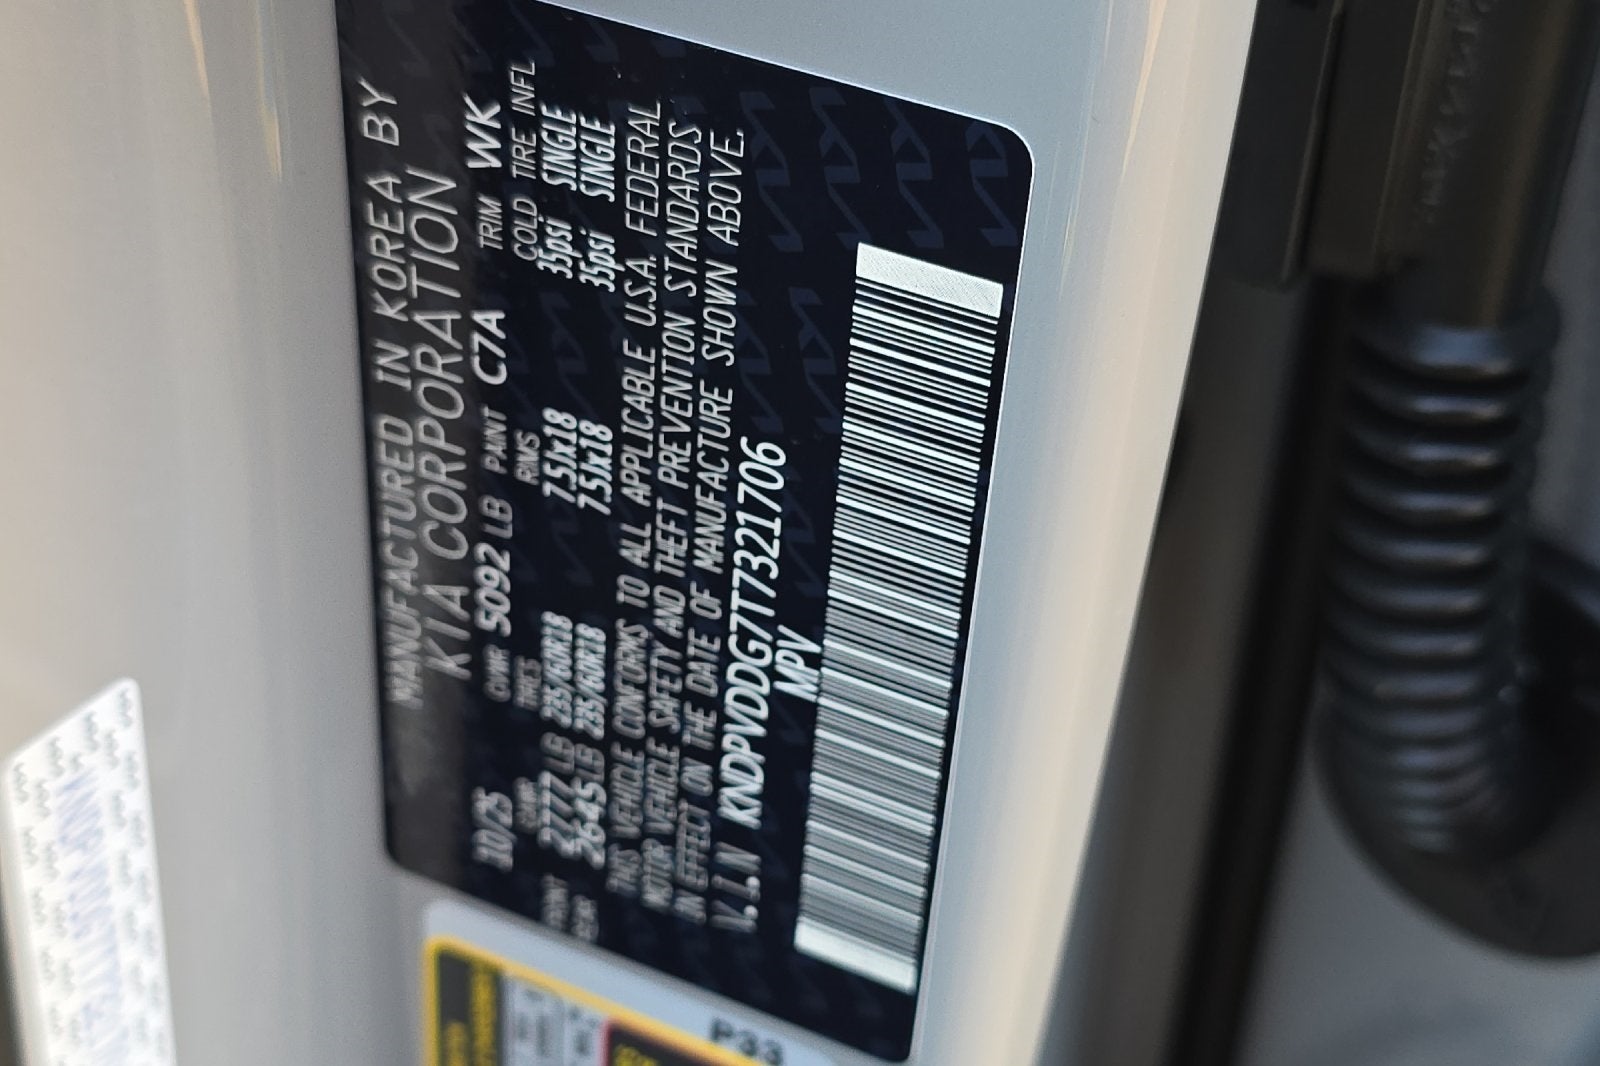 MANUFACTURED IN KOREA BY
KIA CORPORATION
10/25 GVWR 5092 LB PAINT C7A TRIM WK
GAWR TIRES RIMS COLD TIRE INFL
FRONT 2777 LB 235/60R18 7.5Jx18 35psi SINGLE
REAR 2645 LB 235/60R18 7.5Jx18 35psi SINGLE
THIS VEHICLE CONFORMS TO ALL APPLICABLE U.S.A. FEDERAL
MOTOR VEHICLE SAFETY AND THEFT PREVENTION STANDARDS
IN EFFECT ON THE DATE OF MANUFACTURE SHOWN ABOVE.
V.I.N KNDPVDDG7T7321706
MPV
P33